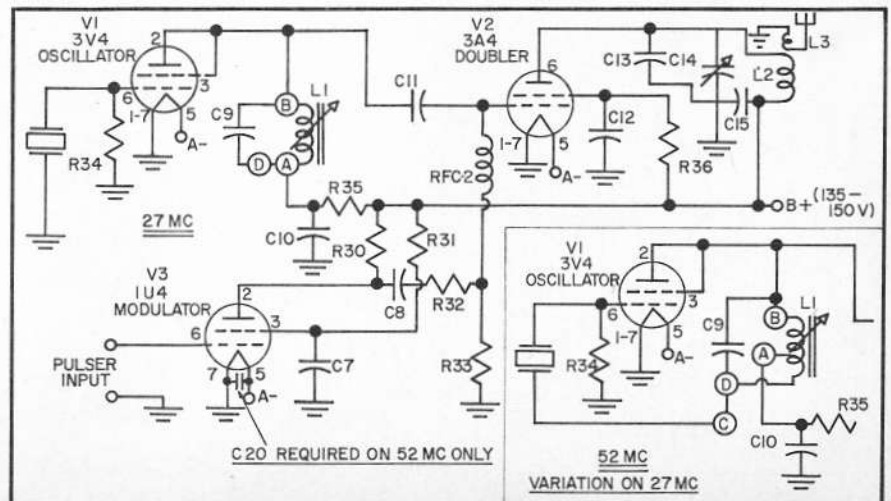 V1
3V4
OSCILLATOR
2
3
6
1-7
5
A-
R34
27 MC
C9
B
L1
D
A
C10
R35
R30
R31
C11
V2
3A4
DOUBLER
6
1-7
5
A-
RFC-2
C12
R36
C13
C14
C15
L2
L3
B+ (135-
150V)
V3
1U4
MODULATOR
2
3
6
7
5
A-
PULSER
INPUT
C8
R32
R33
C7
C20 REQUIRED ON 52 MC ONLY
V1
3V4
OSCILLATOR
2
3
6
1-7
5
A-
R34
C9
B
L1
A
D
C
C10
R35
52 MC
VARIATION ON 27 MC